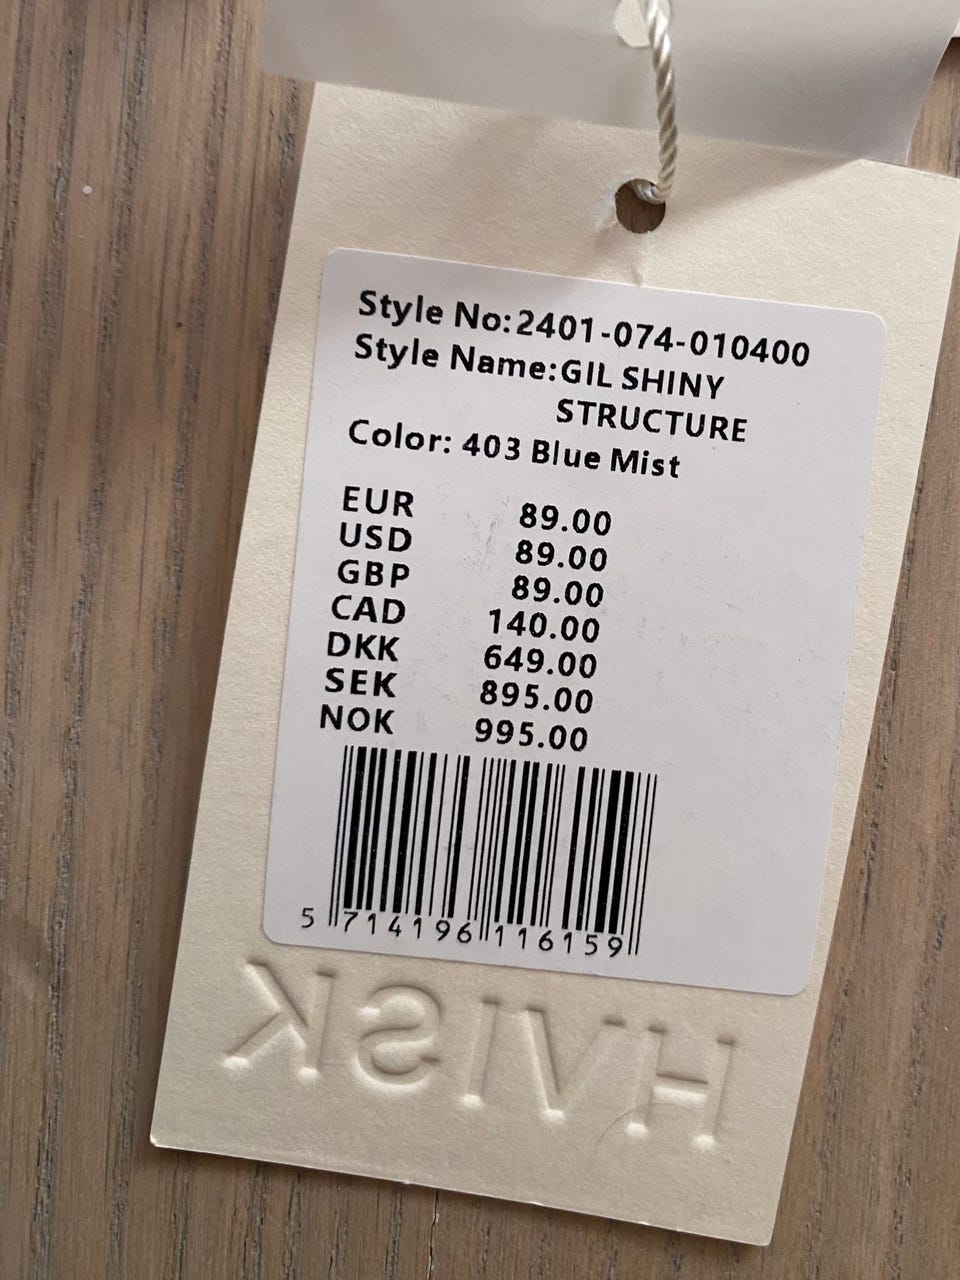 Style No:2401-074-010400
Style Name:GIL SHINY
STRUCTURE
Color: 403 Blue Mist
EUR 89.00
USD 89.00
GBP 89.00
CAD 140.00
DKK 649.00
SEK 895.00
NOK 995.00
5 714196 116159
HVISK